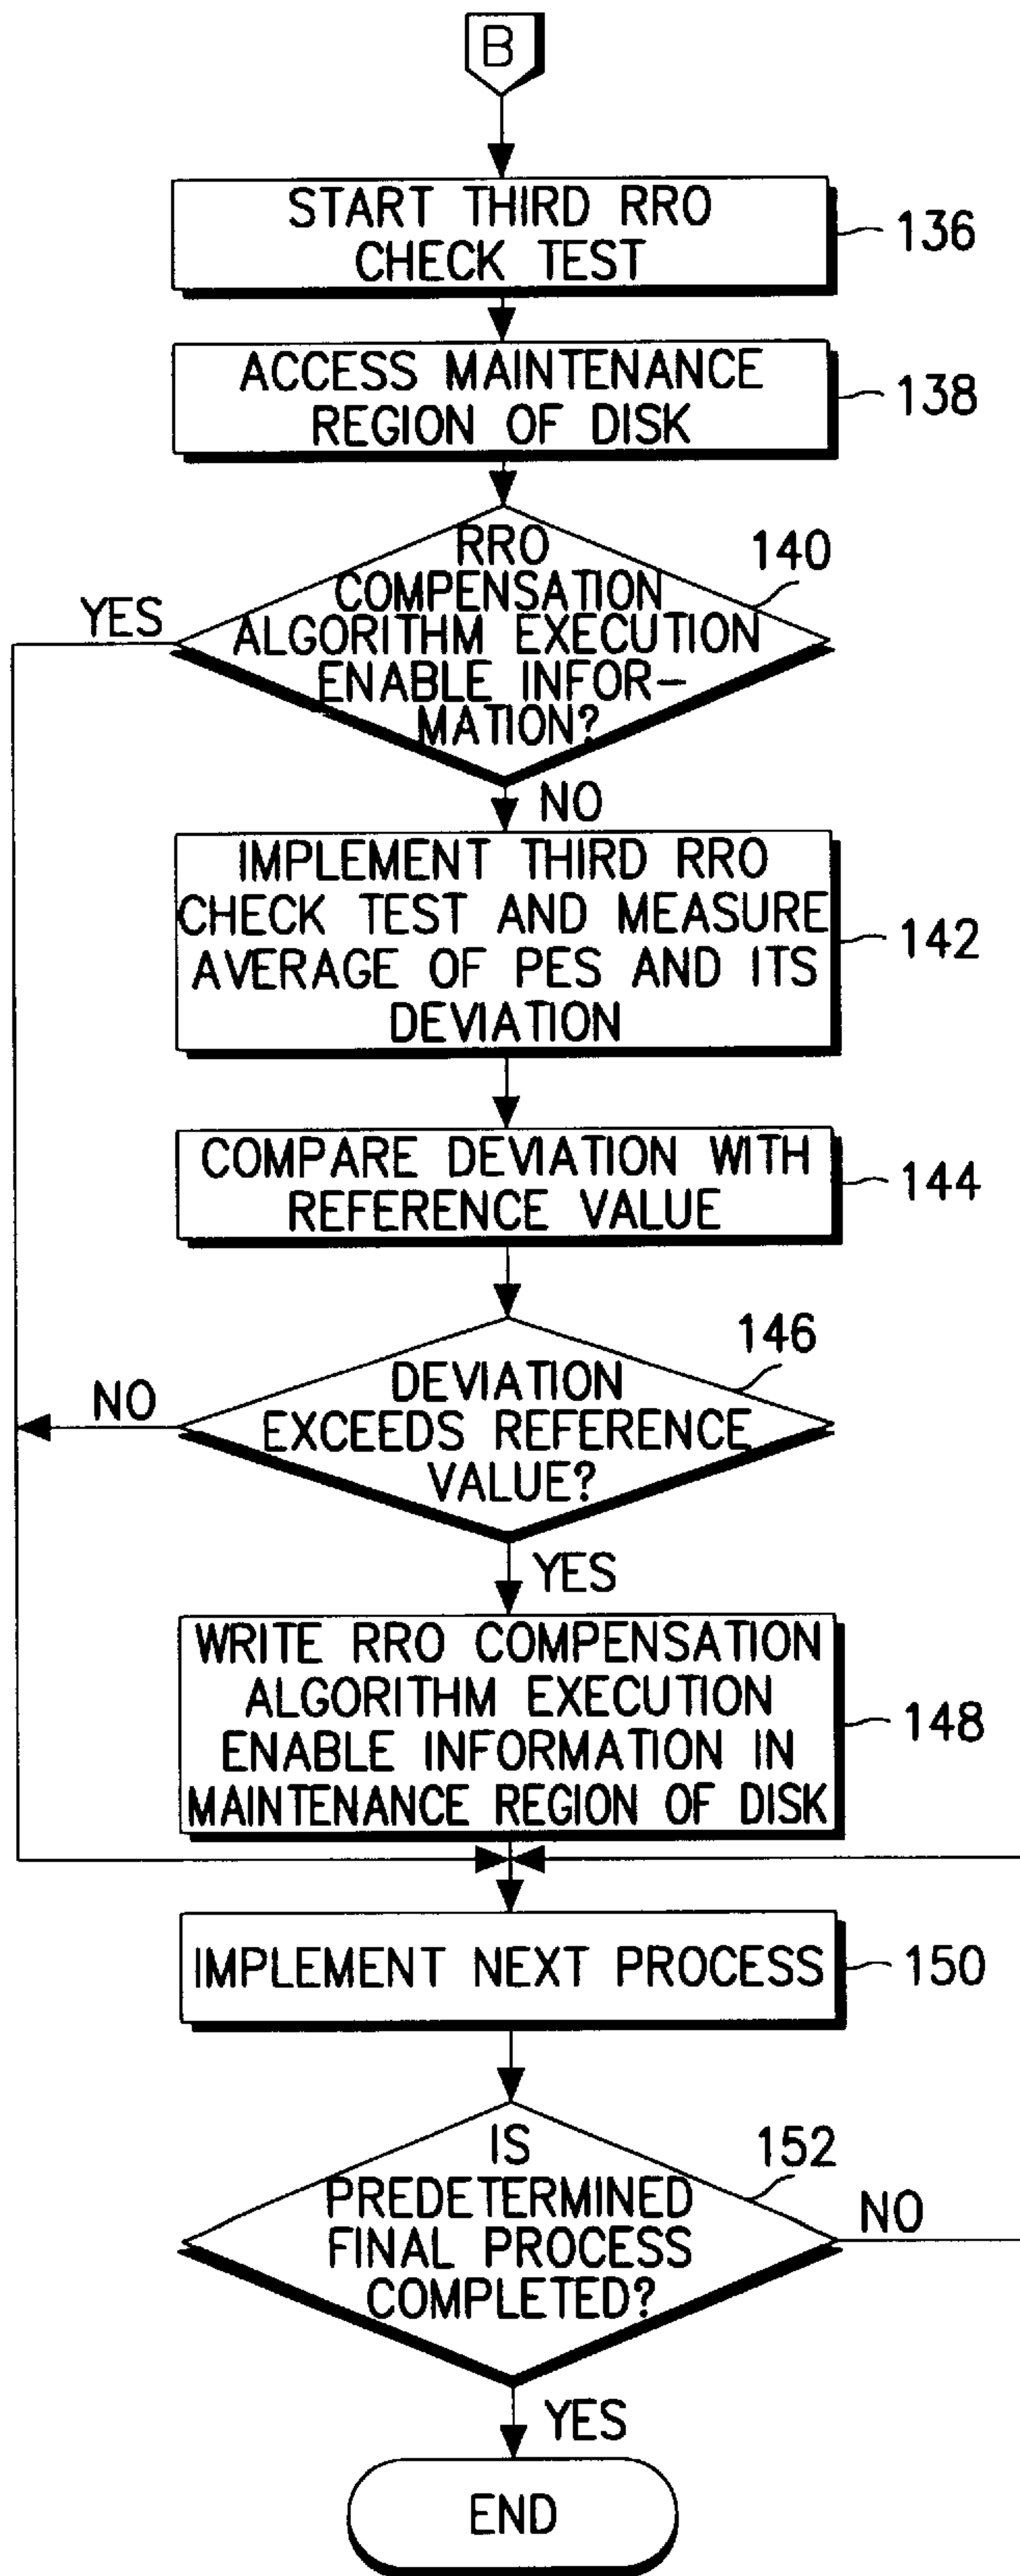 B
START THIRD RRO
CHECK TEST
136
ACCESS MAINTENANCE
REGION OF DISK
138
RRO
COMPENSATION
ALGORITHM EXECUTION
ENABLE INFOR-
MATION?
140
YES
NO
IMPLEMENT THIRD RRO
CHECK TEST AND MEASURE
AVERAGE OF PES AND ITS
DEVIATION
142
COMPARE DEVIATION WITH
REFERENCE VALUE
144
DEVIATION
EXCEEDS REFERENCE
VALUE?
146
NO
YES
WRITE RRO COMPENSATION
ALGORITHM EXECUTION
ENABLE INFORMATION IN
MAINTENANCE REGION OF DISK
148
IMPLEMENT NEXT PROCESS
150
IS
PREDETERMINED
FINAL PROCESS
COMPLETED?
152
NO
YES
END